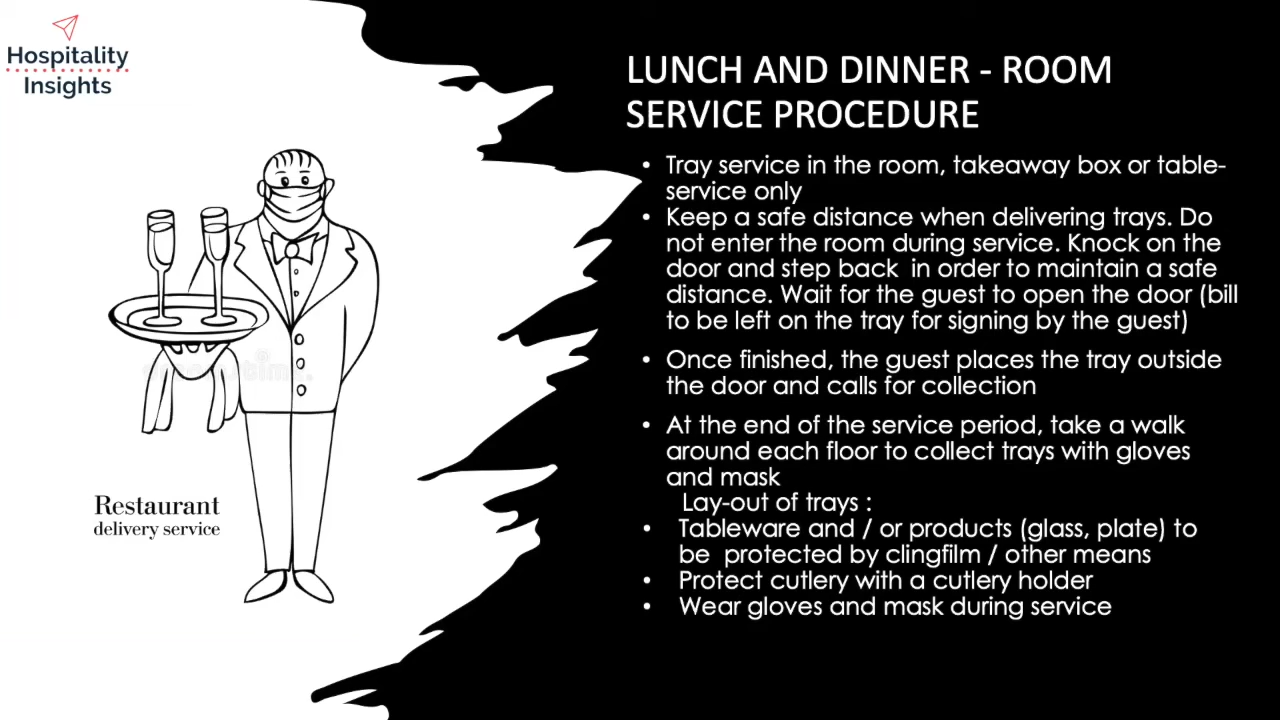 Hospitality
Insights
LUNCH AND DINNER - ROOM
SERVICE PROCEDURE
• Tray service in the room, takeaway box or table-
service only
• Keep a safe distance when delivering trays. Do
not enter the room during service. Knock on the
door and step back in order to maintain a safe
distance. Wait for the guest to open the door (bill
to be left on the tray for signing by the guest)
• Once finished, the guest places the tray outside
the door and calls for collection
• At the end of the service period, take a walk
around each floor to collect trays with gloves
and mask
Lay-out of trays :
• Tableware and / or products (glass, plate) to
be protected by clingfilm / other means
• Protect cutlery with a cutlery holder
• Wear gloves and mask during service
Restaurant
delivery service